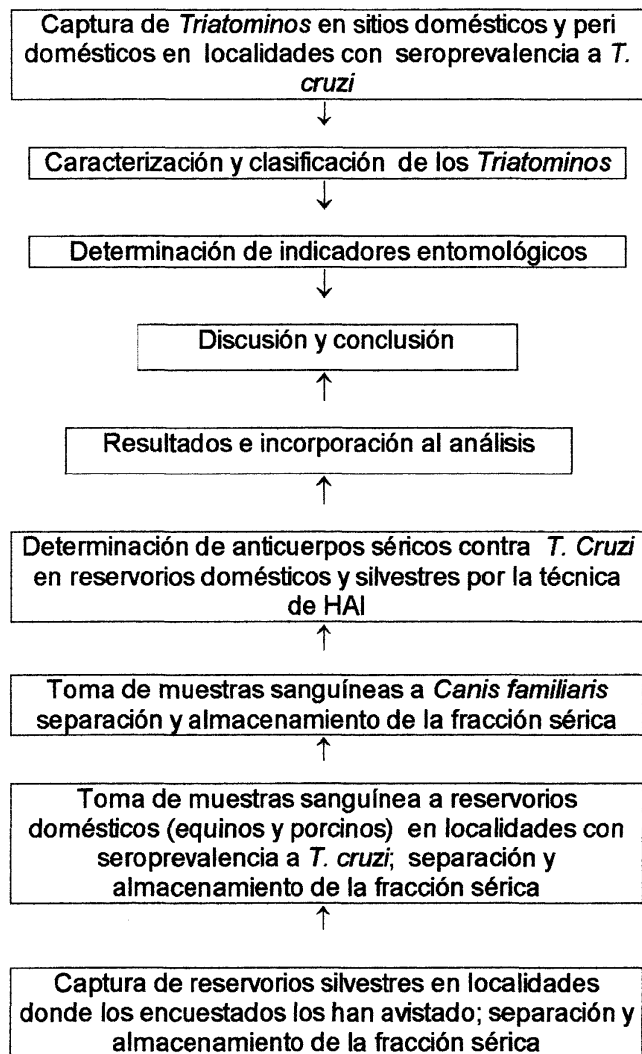 Captura de Triatominos en sitios domésticos y peri
domésticos en localidades con seroprevalencia a T.
cruzi
↓
Caracterización y clasificación de los Triatominos
↓
Determinación de indicadores entomológicos
↓
Discusión y conclusión
↑
Resultados e incorporación al análisis
↑
Determinación de anticuerpos séricos contra T. Cruzi
en reservorios domésticos y silvestres por la técnica
de HAI
↑
Toma de muestras sanguíneas a Canis familiaris
separación y almacenamiento de la fracción sérica
↑
Toma de muestras sanguínea a reservorios
domésticos (equinos y porcinos) en localidades con
seroprevalencia a T. cruzi; separación y
almacenamiento de la fracción sérica
↑
Captura de reservorios silvestres en localidades
donde los encuestados los han avistado; separación y
almacenamiento de la fracción sérica